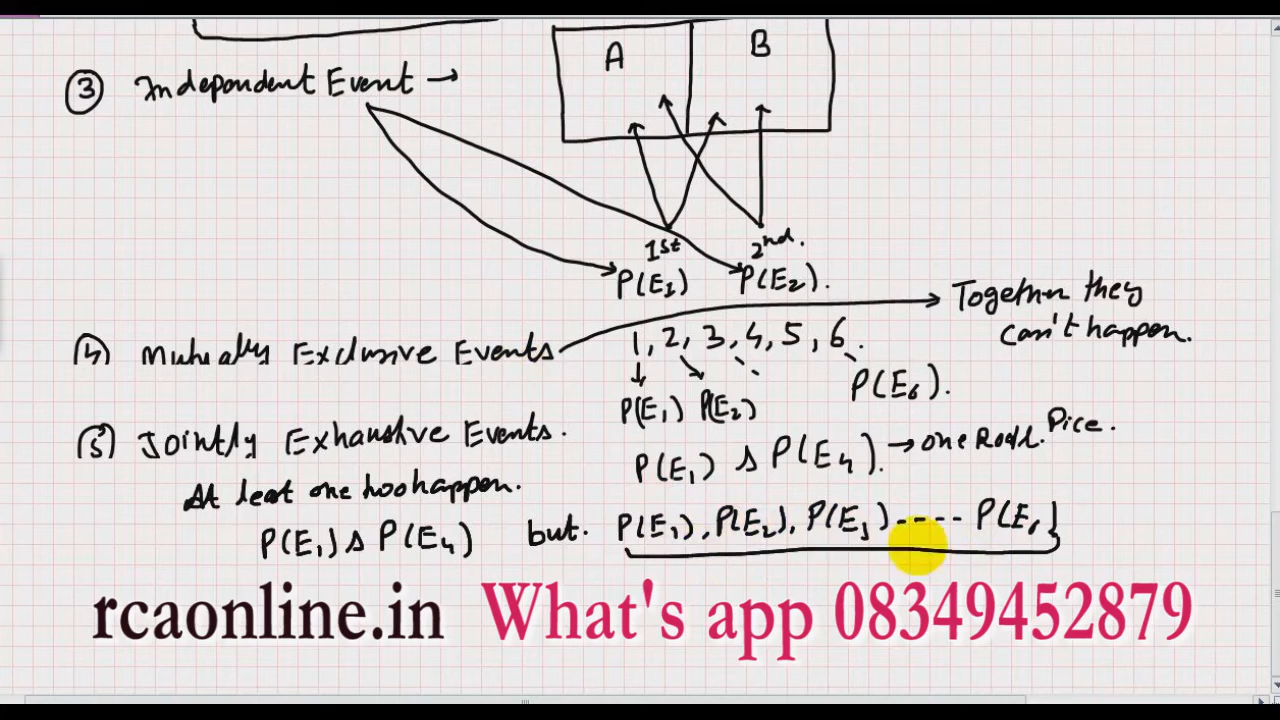 A B
③ Independent Event →
1st 2nd.
P(E1) P(E2).
Together they
can't happen.
④ Mutually Exclusive Events 1, 2, 3, 4, 5, 6.
P(E6).
P(E1) P(E2)
⑤ Jointly Exhaustive Events.
P(E1) & P(E4). → one Roll. Dice.
At least one
happen.
P(E1) & P(E4) but. P(E1), P(E2), P(E3) ---- P(E6}
rcaonline.in What's app 08349452879